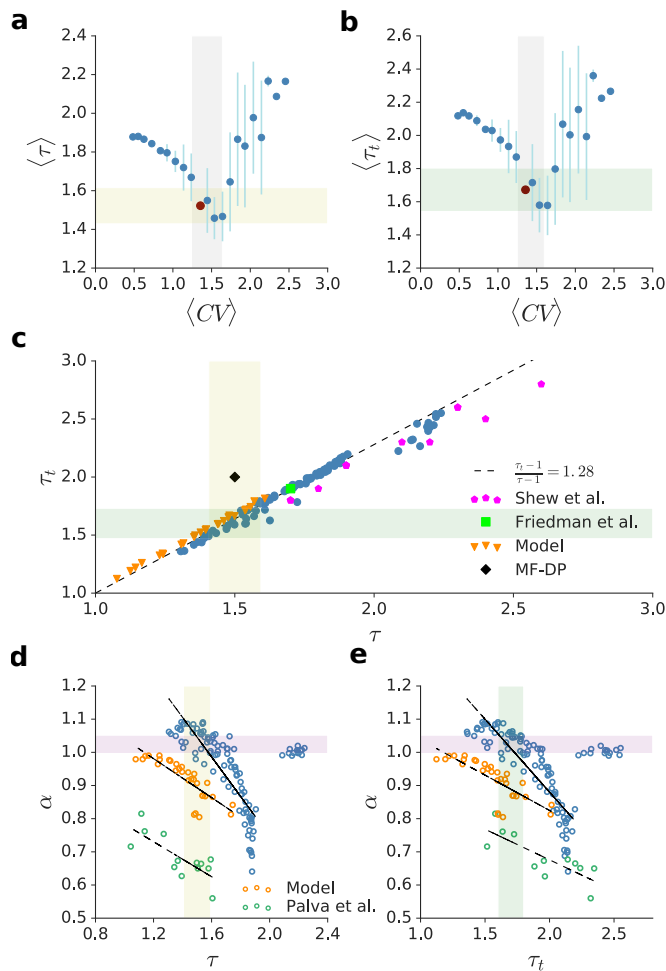 a
b
2.4
2.2
2.0
1.8
1.6
1.4
1.2
⟨τ⟩
0.0 0.5 1.0 1.5 2.0 2.5 3.0
⟨CV⟩
2.6
2.4
2.2
2.0
1.8
1.6
1.4
1.2
⟨τt⟩
0.0 0.5 1.0 1.5 2.0 2.5 3.0
⟨CV⟩
c
3.0
2.5
2.0
1.5
1.0
τt
1.0 1.5 2.0 2.5 3.0
τ
τt−1/τ−1 = 1.28
Shew et al.
Friedman et al.
Model
MF-DP
d
e
1.2
1.1
1.0
0.9
0.8
0.7
0.6
0.5
α
0.8 1.2 1.6 2.0 2.4
τ
Model
Palva et al.
1.2
1.1
1.0
0.9
0.8
0.7
0.6
0.5
α
1.0 1.5 2.0 2.5
τt